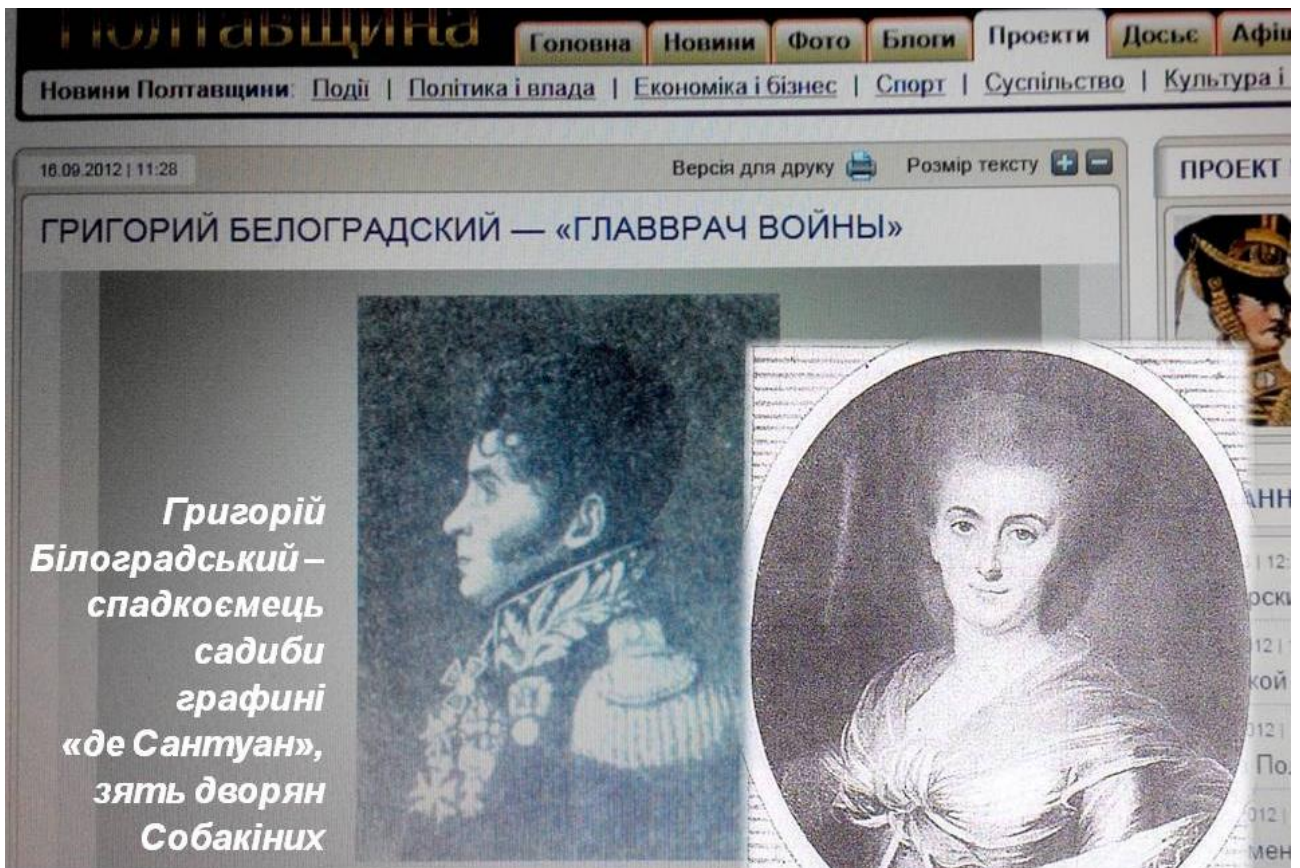 Полтавщина
Головна Новини Фото Блоги Проекти Досьє
Новини Полтавщини: Події | Політика і влада | Економіка і бізнес | Спорт | Суспільство | Культура і
16.09.2012 | 11:28 Версія для друку Розмір тексту
ПРОЕКТ
ГРИГОРИЙ БЕЛОГРАДСКИЙ — «ГЛАВВРАЧ ВОЙНЫ»
Григорій
Білоградський –
спадкоємець
садиби
графині
«де Сантуан»,
зять дворян
Собакіних